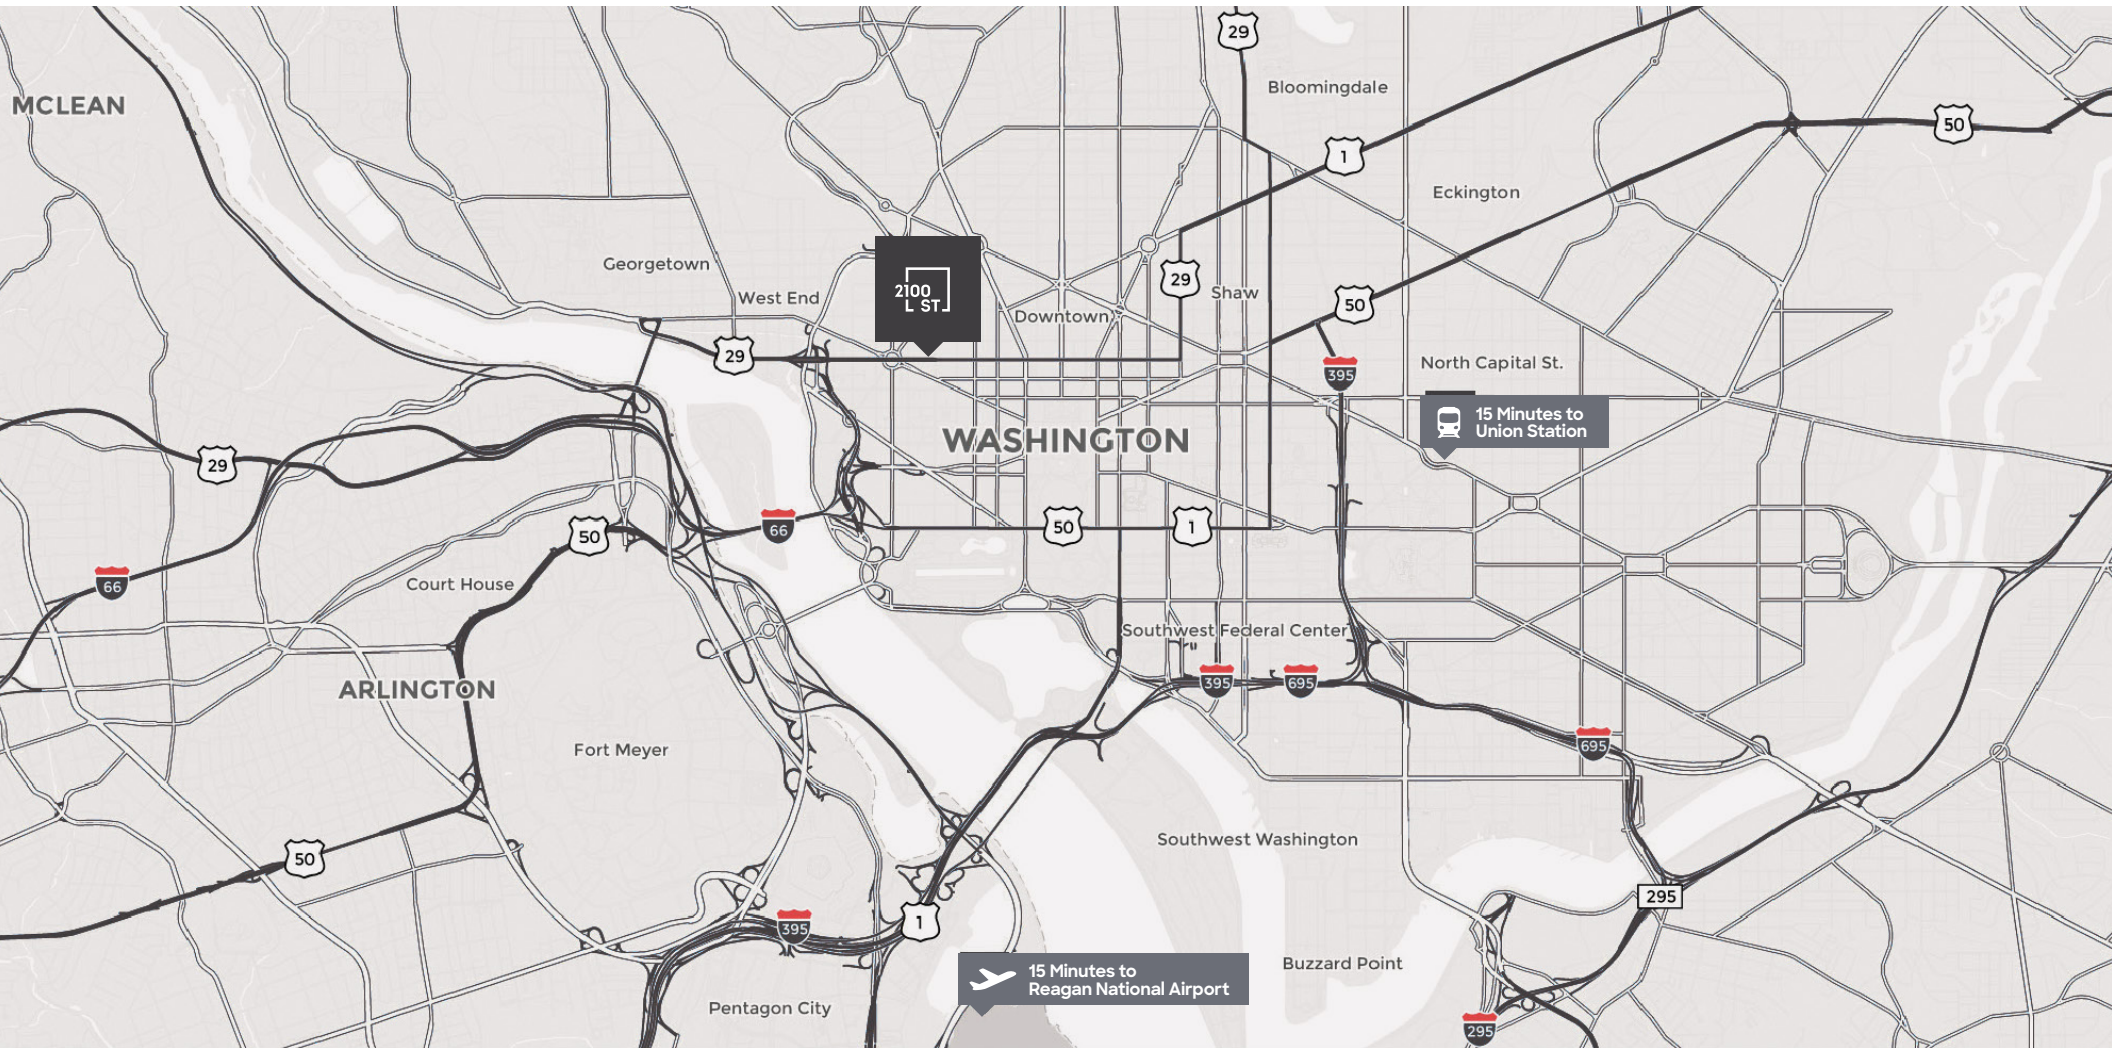 29
Bloomingdale
MCLEAN
50
1
Eckington
Georgetown
29
West End
2100
L ST
Shaw
50
Downtown
29
395
North Capital St.
15 Minutes to
Union Station
WASHINGTON
29
66
50
50
1
66
Court House
Southwest Federal Center
ARLINGTON
395
695
Fort Meyer
695
Southwest Washington
50
295
1
395
Buzzard Point
15 Minutes to
Reagan National Airport
Pentagon City
295